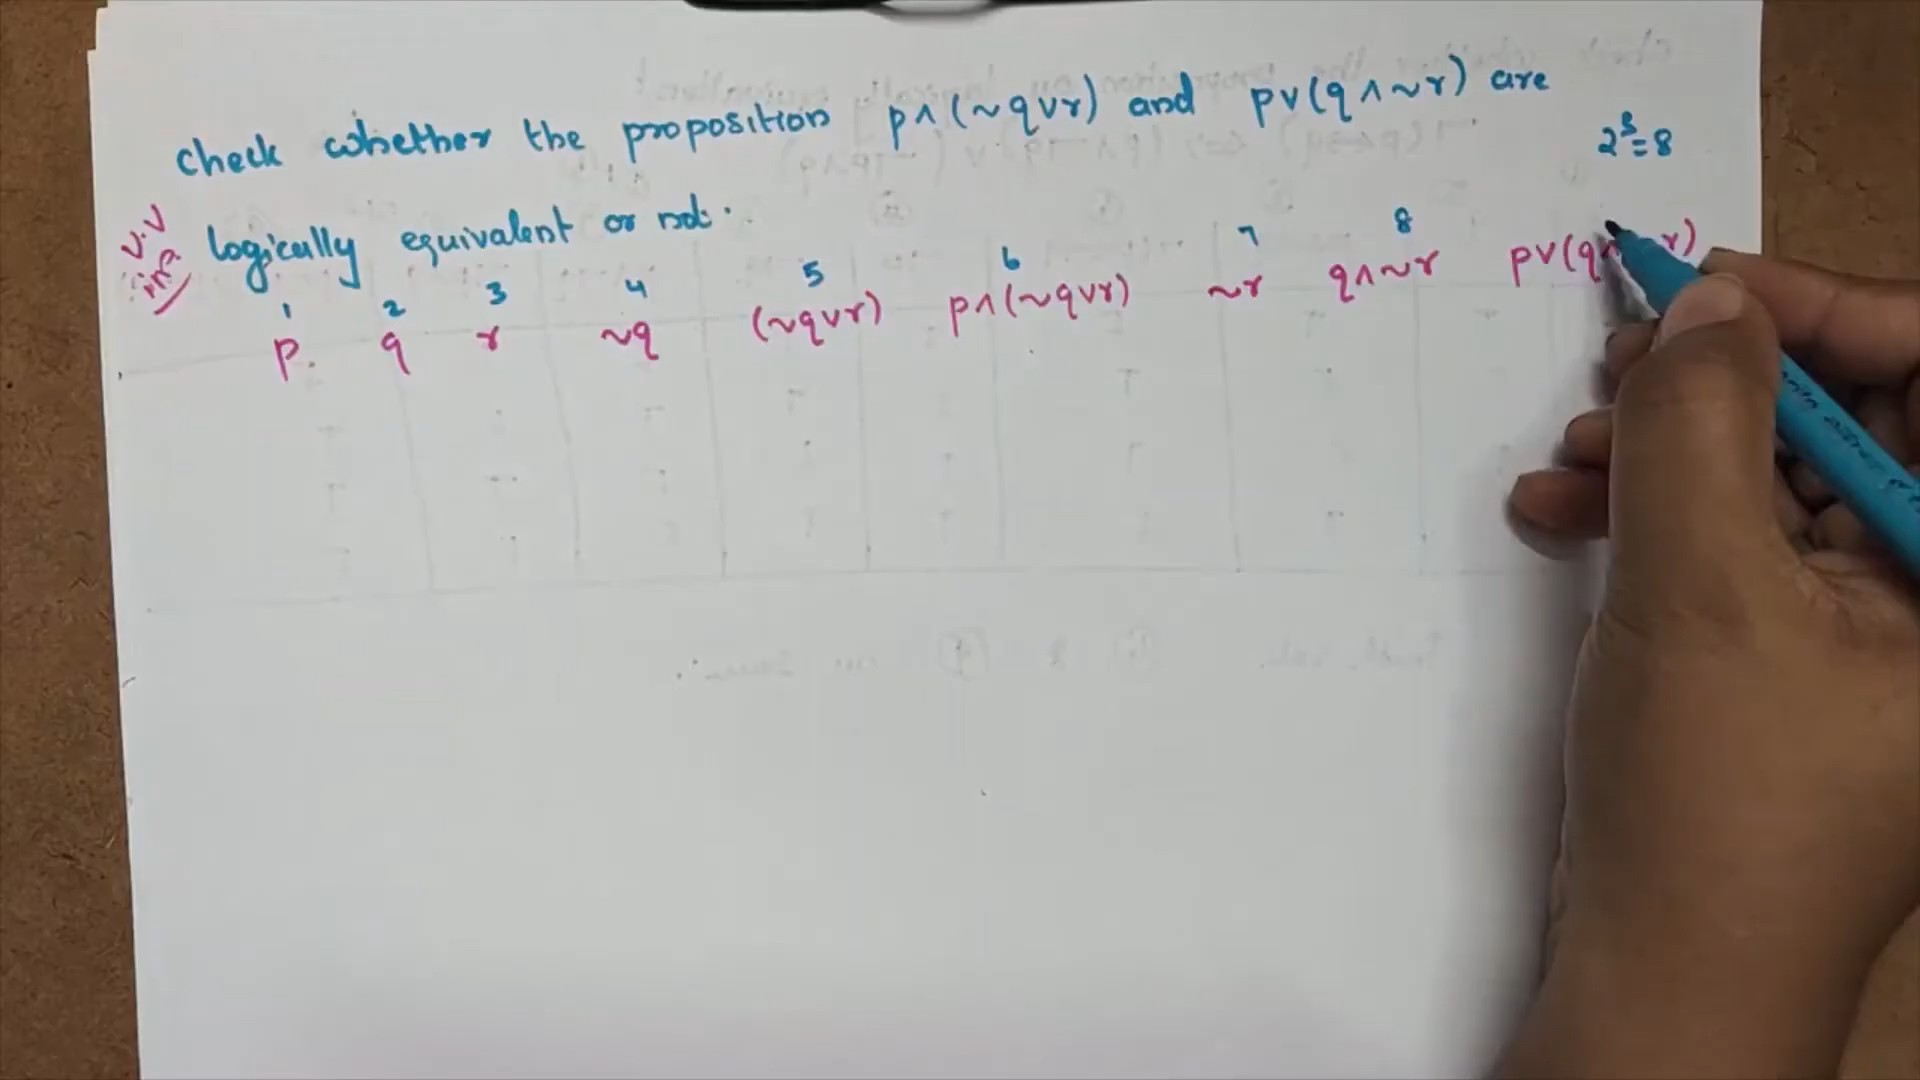 check whether the proposition p∧(~q∨r) and p∨(q∧~r) are
2³=8
v.v
imp
logically equivalent or not.
1 2 3 4 5 6 7 8
p. q r ~q (~q∨r) p∧(~q∨r) ~r q∧~r p∨(q r)